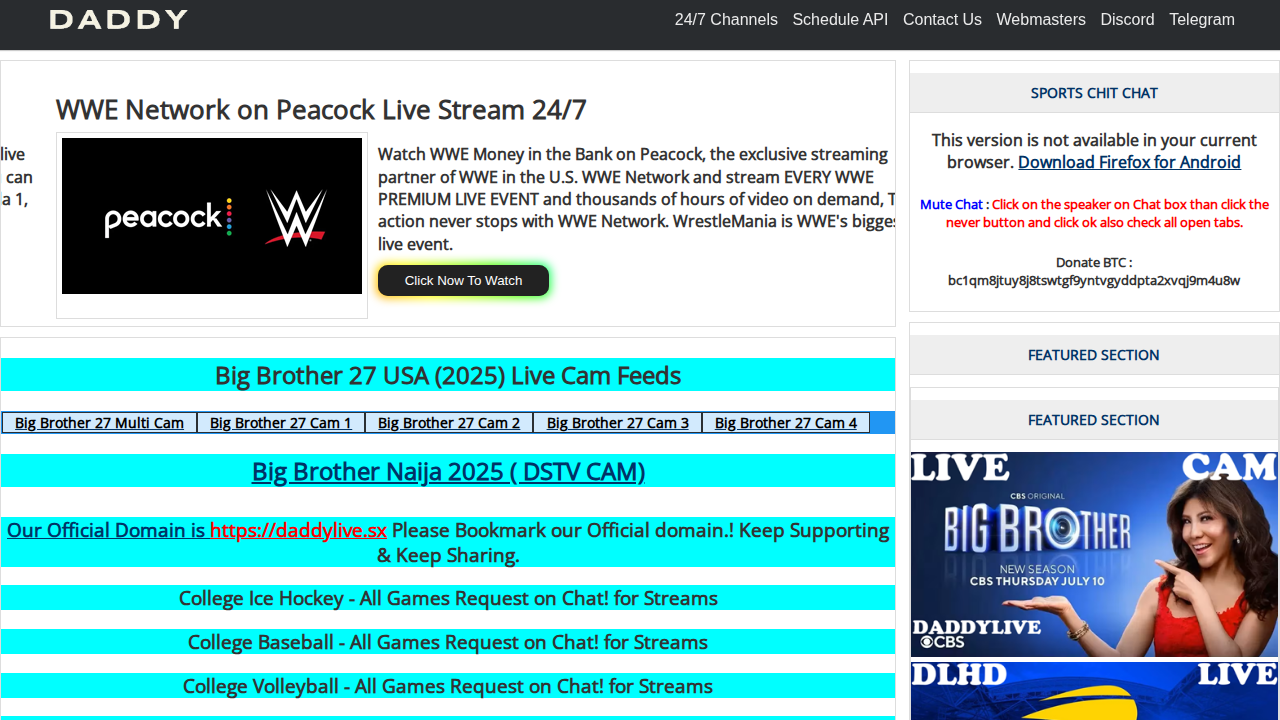 DADDY
24/7 Channels Schedule API Contact Us Webmasters Discord Telegram
WWE Network on Peacock Live Stream 24/7
live
can
a 1,
peacock
Watch WWE Money in the Bank on Peacock, the exclusive streaming
partner of WWE in the U.S. WWE Network and stream EVERY WWE
PREMIUM LIVE EVENT and thousands of hours of video on demand, T
action never stops with WWE Network. WrestleMania is WWE's bigges
live event.
Click Now To Watch
Big Brother 27 USA (2025) Live Cam Feeds
Big Brother 27 Multi Cam Big Brother 27 Cam 1 Big Brother 27 Cam 2 Big Brother 27 Cam 3 Big Brother 27 Cam 4
Big Brother Naija 2025 ( DSTV CAM)
Our Official Domain is https://daddylive.sx Please Bookmark our Official domain.! Keep Supporting
& Keep Sharing.
College Ice Hockey - All Games Request on Chat! for Streams
College Baseball - All Games Request on Chat! for Streams
College Volleyball - All Games Request on Chat! for Streams
SPORTS CHIT CHAT
This version is not available in your current
browser. Download Firefox for Android
Mute Chat : Click on the speaker on Chat box than click the
never button and click ok also check all open tabs.
Donate BTC :
bc1qm8jtuy8j8tswtgf9yntvgyddpta2xvqj9m4u8w
FEATURED SECTION
FEATURED SECTION
LIVE CAM
CBS ORIGINAL
BIG BROTHER
NEW SEASON
CBS THURSDAY JULY 10
DADDYLIVE
CBS
DLHD LIVE